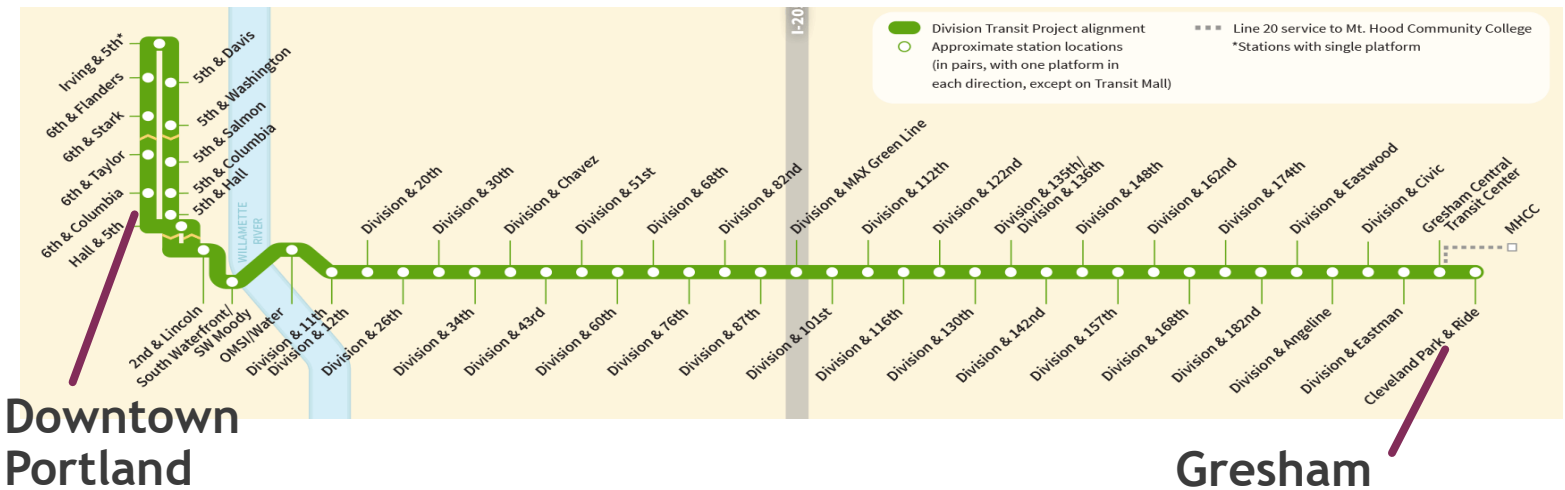 I-20
Division Transit Project alignment
Approximate station locations
(in pairs, with one platform in
each direction, except on Transit Mall)
Line 20 service to Mt. Hood Community College
*Stations with single platform
Irving & 5th*
6th & Flanders
6th & Stark
6th & Taylor
6th & Columbia
Hall & 5th
5th & Davis
5th & Washington
5th & Salmon
5th & Columbia
5th & Hall
WILLAMETTE
RIVER
2nd & Lincoln
South Waterfront/
SW Moody
OMSI/Water
Division & 11th
Division & 12th
Division & 20th
Division & 26th
Division & 30th
Division & 34th
Division & Chavez
Division & 43rd
Division & 51st
Division & 60th
Division & 68th
Division & 76th
Division & 82nd
Division & 87th
Division & MAX Green Line
Division & 101st
Division & 112th
Division & 116th
Division & 122nd
Division & 130th
Division & 135th/
Division & 136th
Division & 142nd
Division & 148th
Division & 157th
Division & 162nd
Division & 168th
Division & 174th
Division & 182nd
Division & Eastwood
Division & Angeline
Division & Civic
Division & Eastman
Gresham Central
Transit Center
Cleveland Park & Ride
MHCC
Downtown
Portland
Gresham